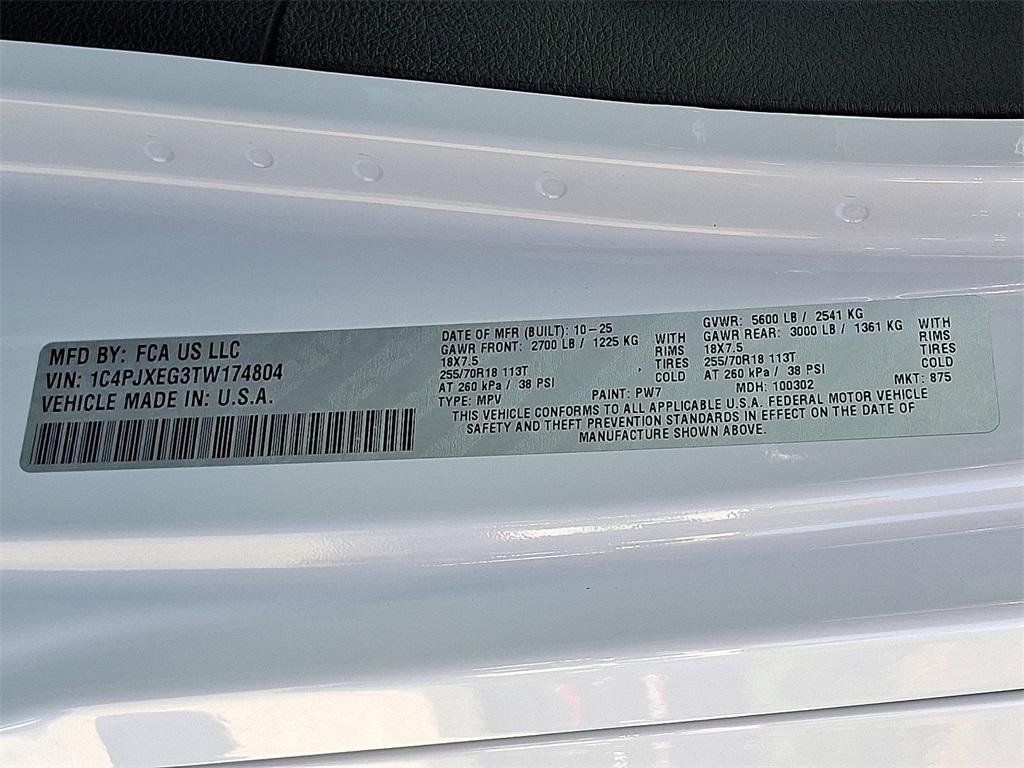 MFD BY: FCA US LLC
VIN: 1C4PJXEG3TW174804
VEHICLE MADE IN: U.S.A.
DATE OF MFR (BUILT): 10-25
GAWR FRONT: 2700 LB / 1225 KG WITH
18X7.5 RIMS
255/70R18 113T TIRES
AT 260 kPa / 38 PSI COLD
GVWR: 5600 LB / 2541 KG
GAWR REAR: 3000 LB / 1361 KG WITH
18X7.5 RIMS
255/70R18 113T TIRES
AT 260 kPa / 38 PSI COLD
TYPE: MPV PAINT: PW7 MDH: 100302 MKT: 875
THIS VEHICLE CONFORMS TO ALL APPLICABLE U.S.A. FEDERAL MOTOR VEHICLE
SAFETY AND THEFT PREVENTION STANDARDS IN EFFECT ON THE DATE OF
MANUFACTURE SHOWN ABOVE.